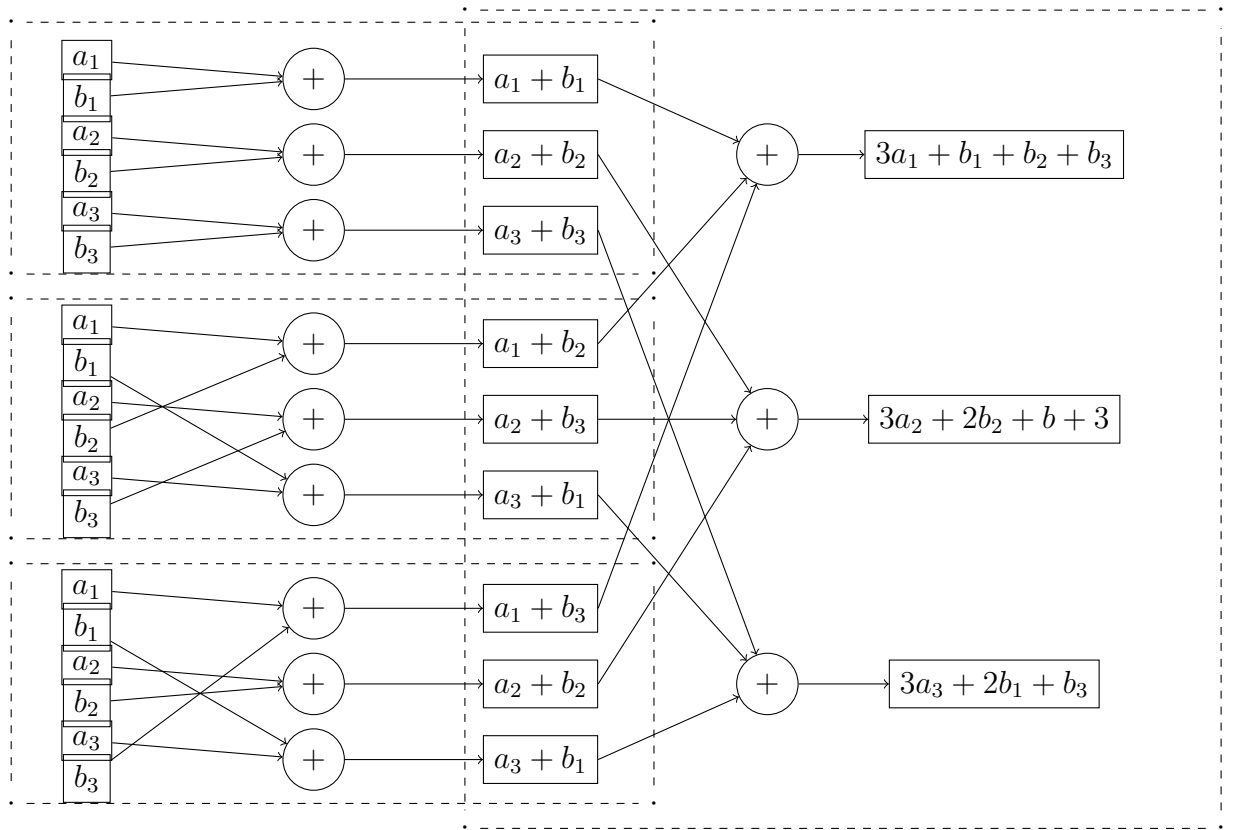 a₁
b₁
a₂
b₂
a₃
b₃
+
+
+
a₁ + b₁
a₂ + b₂
a₃ + b₃
a₁
b₁
a₂
b₂
a₃
b₃
+
+
+
a₁ + b₂
a₂ + b₃
a₃ + b₁
a₁
b₁
a₂
b₂
a₃
b₃
+
+
+
a₁ + b₃
a₂ + b₂
a₃ + b₁
+
3a₁ + b₁ + b₂ + b₃
+
3a₂ + 2b₂ + b + 3
+
3a₃ + 2b₁ + b₃